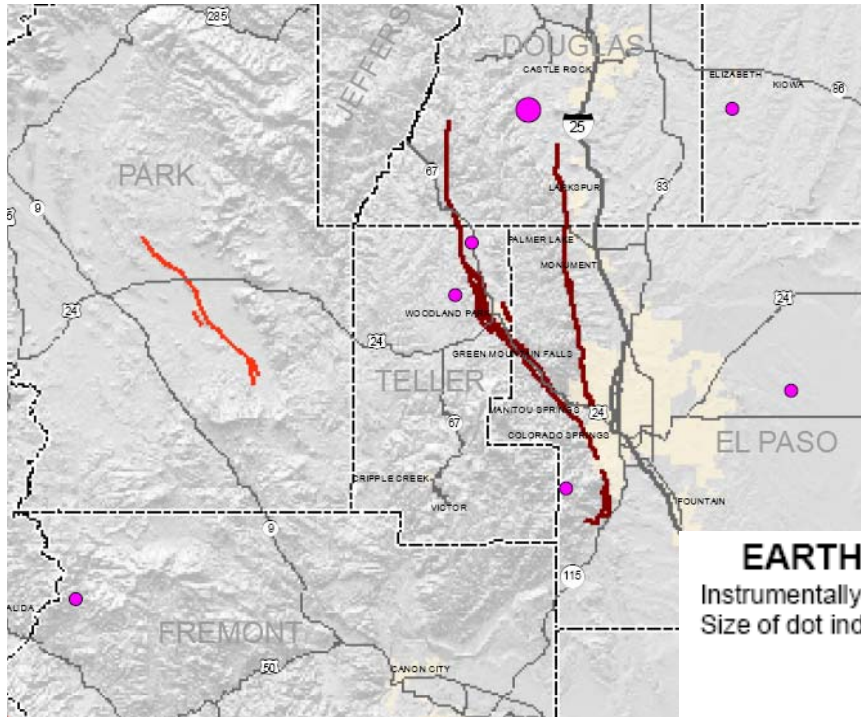 285
DOUGLAS
CASTLE ROCK
ELIZABETH
KIOWA
86
25
67
PARK
9
LARKSPUR
83
PALMER LAKE
MONUMENT
24
24
WOODLAND PARK
24
GREEN MOUNTAIN FALLS
TELLER
67
MANITOU SPRINGS
24
COLORADO SPRINGS
EL PASO
CRIPPLE CREEK
VICTOR
FOUNTAIN
9
115
EARTH
Instrumentally
Size of dot ind
FREMONT
50
CANON CITY